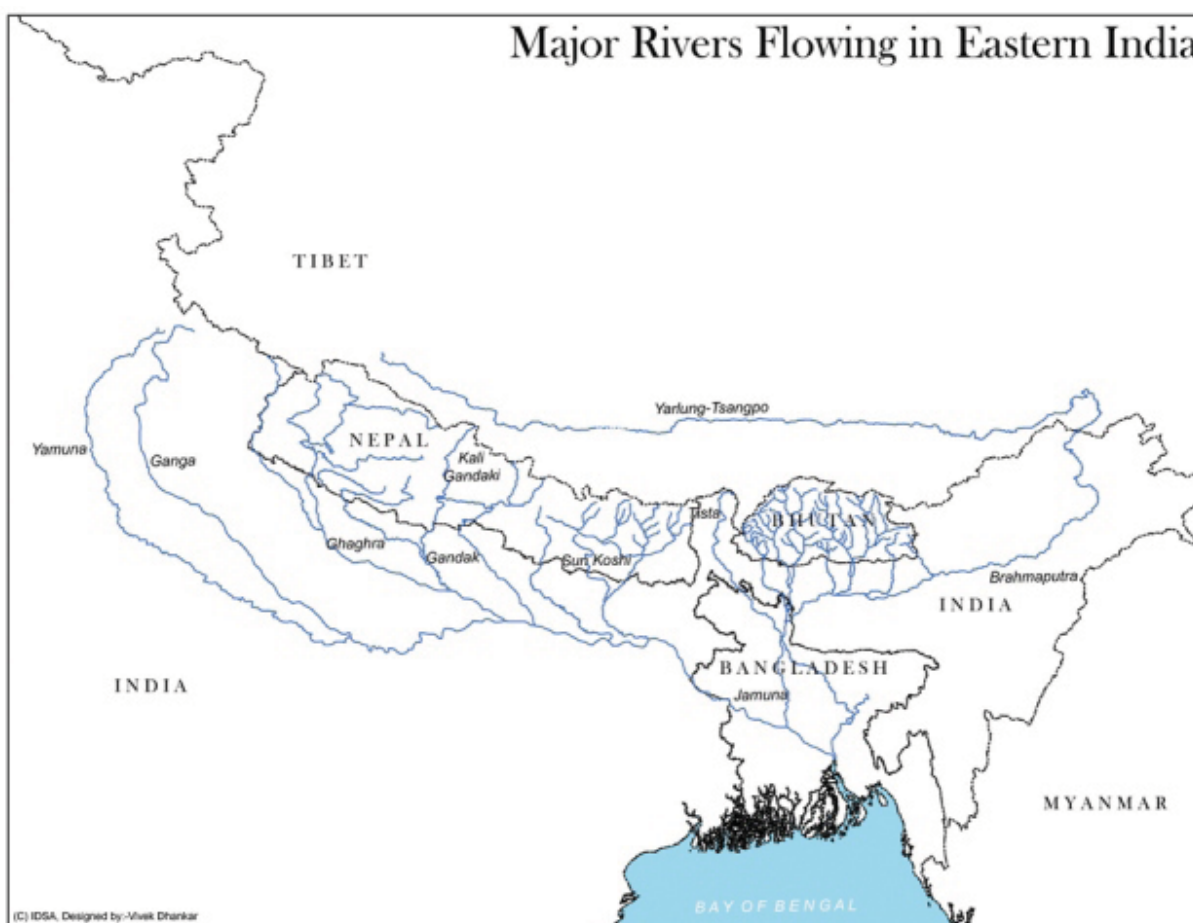 Major Rivers Flowing in Eastern India
TIBET
Yarlung-Tsangpo
Yamuna
Ganga
NEPAL
Kali
Gandaki
Tista
BHUTAN
Ghaghra
Gandak
Sun Koshi
Brahmaputra
INDIA
BANGLADESH
INDIA
Jamuna
MYANMAR
BAY OF BENGAL
(C) IDSA, Designed by:-Vivek Dhankar